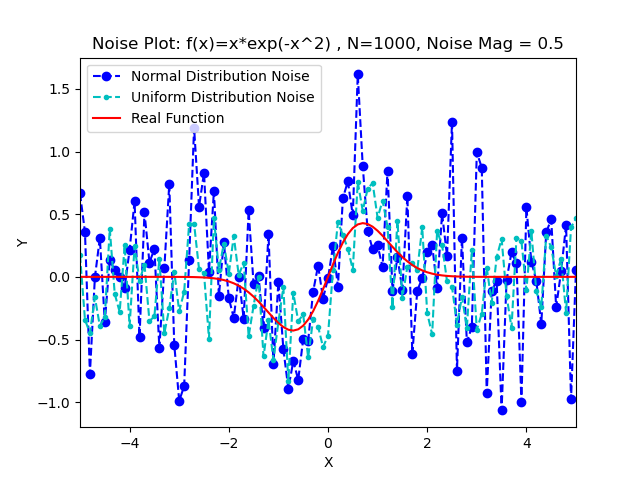 Noise Plot: f(x)=x*exp(-x^2) , N=1000, Noise Mag = 0.5
Normal Distribution Noise
Uniform Distribution Noise
Real Function
1.5
1.0
0.5
0.0
−0.5
−1.0
Y
−4
−2
0
2
4
X